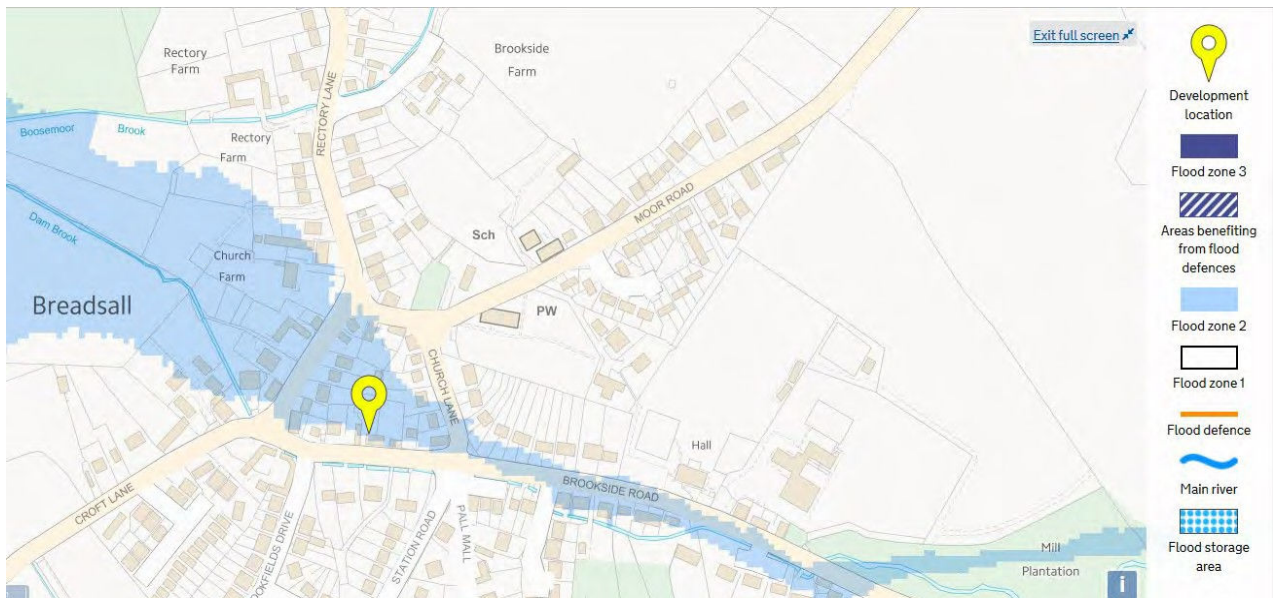 Exit full screen
Rectory
Farm
Brookside
Farm
RECTORY LANE
Boosemoor
Brook
Rectory
Farm
MOOR ROAD
Dam Brook
Sch
Church
Farm
Breadsall
PW
CHURCH LANE
Hall
BROOKSIDE ROAD
CROFT LANE
OOKFIELDS DRIVE
STATION ROAD
PALL MALL
Mill
Plantation
i
Development
location
Flood zone 3
Areas benefiting
from flood
defences
Flood zone 2
Flood zone 1
Flood defence
Main river
Flood storage
area